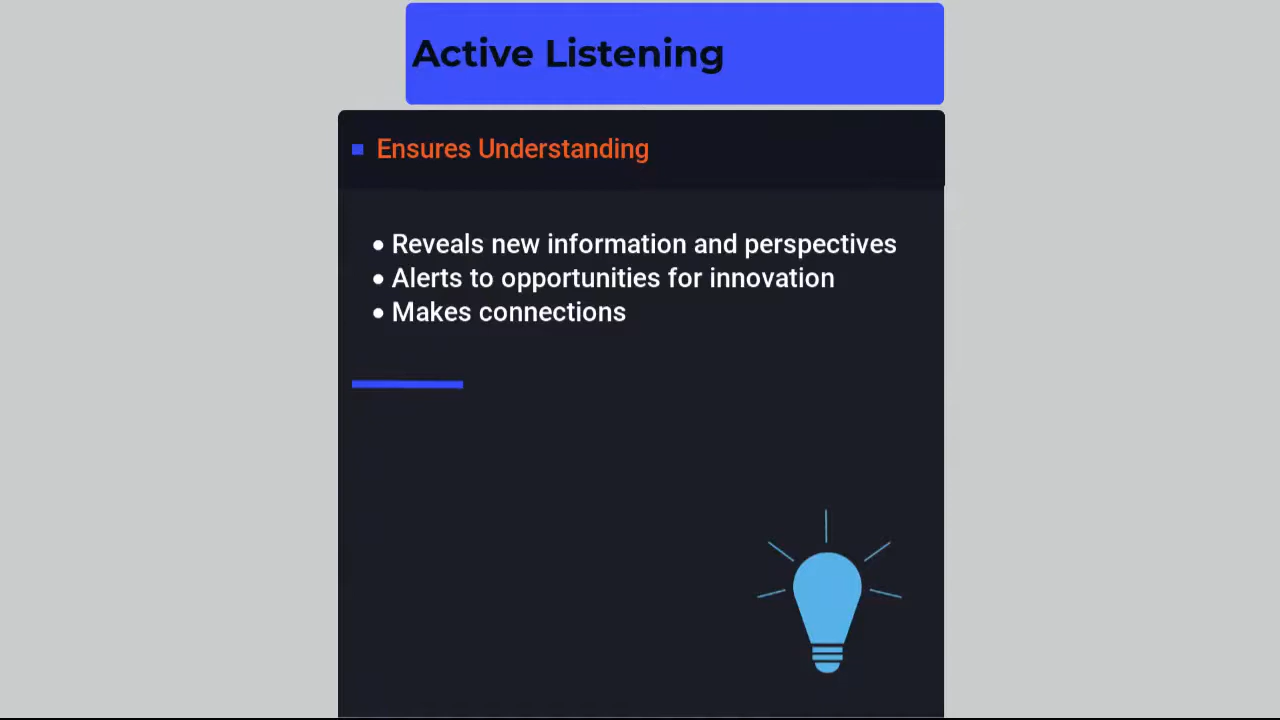 Active Listening
Ensures Understanding
• Reveals new information and perspectives
• Alerts to opportunities for innovation
• Makes connections